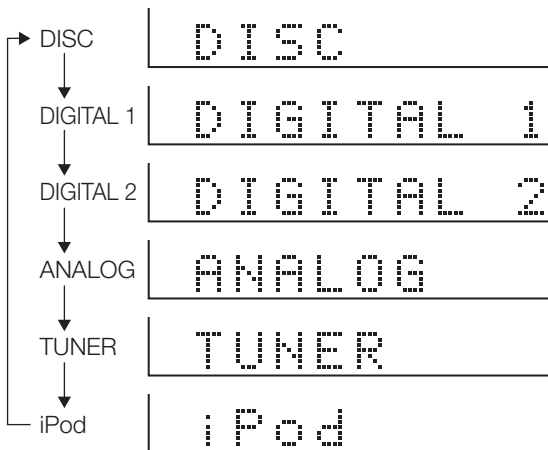 DISC DISC
DIGITAL 1 DIGITAL 1
DIGITAL 2 DIGITAL 2
ANALOG ANALOG
TUNER TUNER
iPod iPod